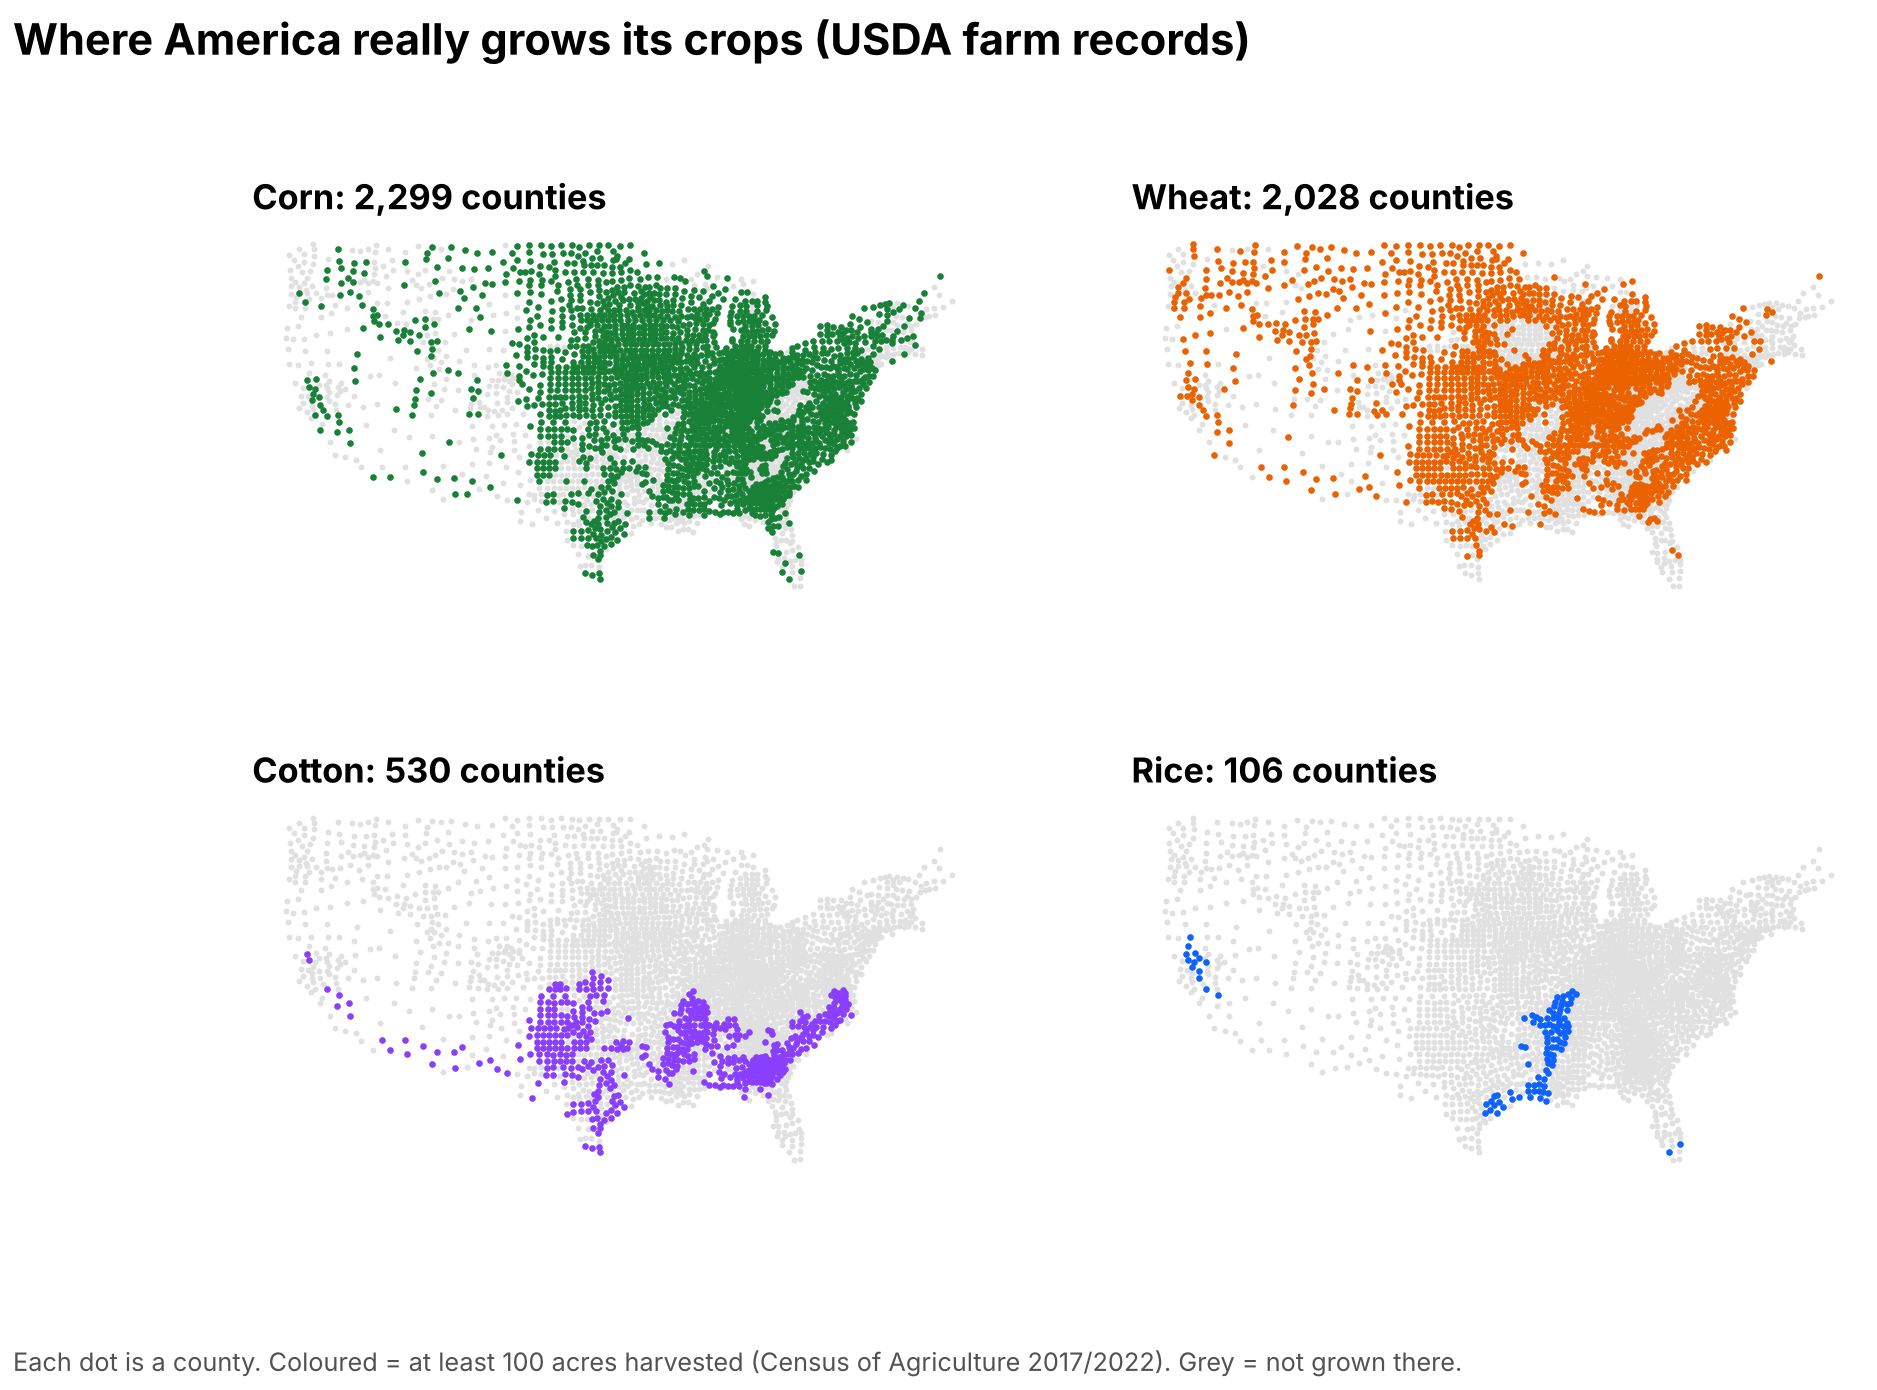 Where America really grows its crops (USDA farm records)
Corn: 2,299 counties
Wheat: 2,028 counties
Cotton: 530 counties
Rice: 106 counties
Each dot is a county. Coloured = at least 100 acres harvested (Census of Agriculture 2017/2022). Grey = not grown there.